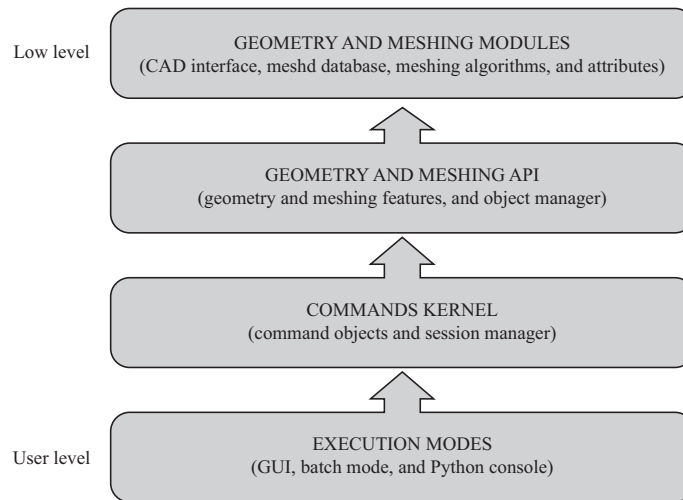 Low level
GEOMETRY AND MESHING MODULES
(CAD interface, meshd database, meshing algorithms, and attributes)
GEOMETRY AND MESHING API
(geometry and meshing features, and object manager)
COMMANDS KERNEL
(command objects and session manager)
User level
EXECUTION MODES
(GUI, batch mode, and Python console)